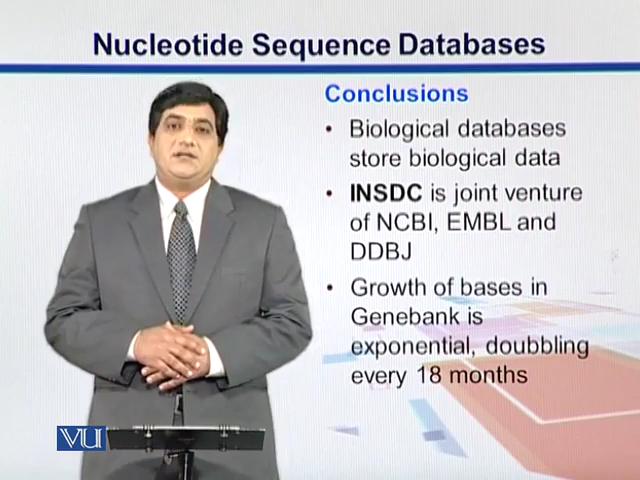 Nucleotide Sequence Databases
Conclusions
• Biological databases
store biological data
• INSDC is joint venture
of NCBI, EMBL and
DDBJ
• Growth of bases in
Genebank is
exponential, doubbling
every 18 months
VU